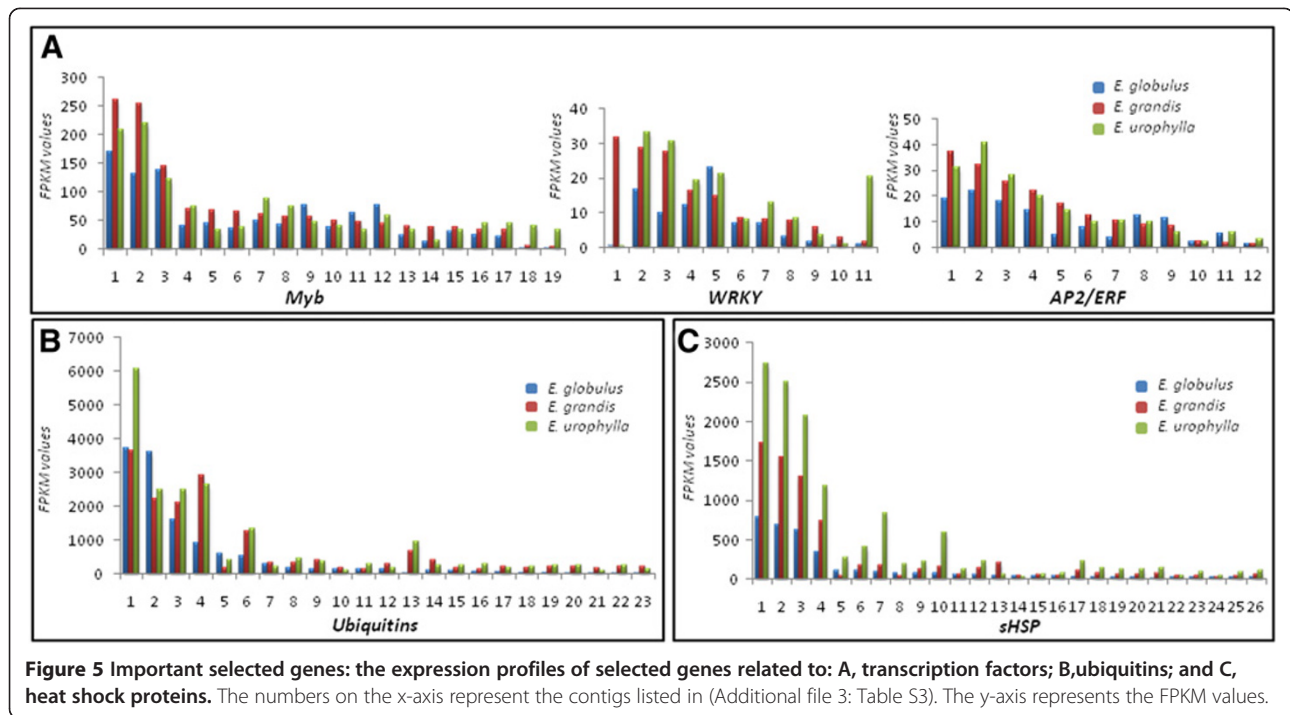 A
300
250
200
150
100
50
0
FPKM values
1 2 3 4 5 6 7 8 9 10 11 12 13 14 15 16 17 18 19
Myb
40
30
20
10
0
FPKM values
1 2 3 4 5 6 7 8 9 10 11
WRKY
E. globulus
E. grandis
E. urophylla
50
40
30
20
10
0
FPKM values
1 2 3 4 5 6 7 8 9 10 11 12
AP2/ERF
B
7000
6000
5000
4000
3000
2000
1000
0
FPKM values
E. globulus
E. grandis
E. urophylla
1 2 3 4 5 6 7 8 9 10 11 12 13 14 15 16 17 18 19 20 21 22 23
Ubiquitins
C
3000
2500
2000
1500
1000
500
0
FPKM values
E. globulus
E. grandis
E. urophylla
1 2 3 4 5 6 7 8 9 10 11 12 13 14 15 16 17 18 19 20 21 22 23 24 25 26
sHSP
Figure 5 Important selected genes: the expression profiles of selected genes related to: A, transcription factors; B,ubiquitins; and C,
heat shock proteins. The numbers on the x-axis represent the contigs listed in (Additional file 3: Table S3). The y-axis represents the FPKM values.